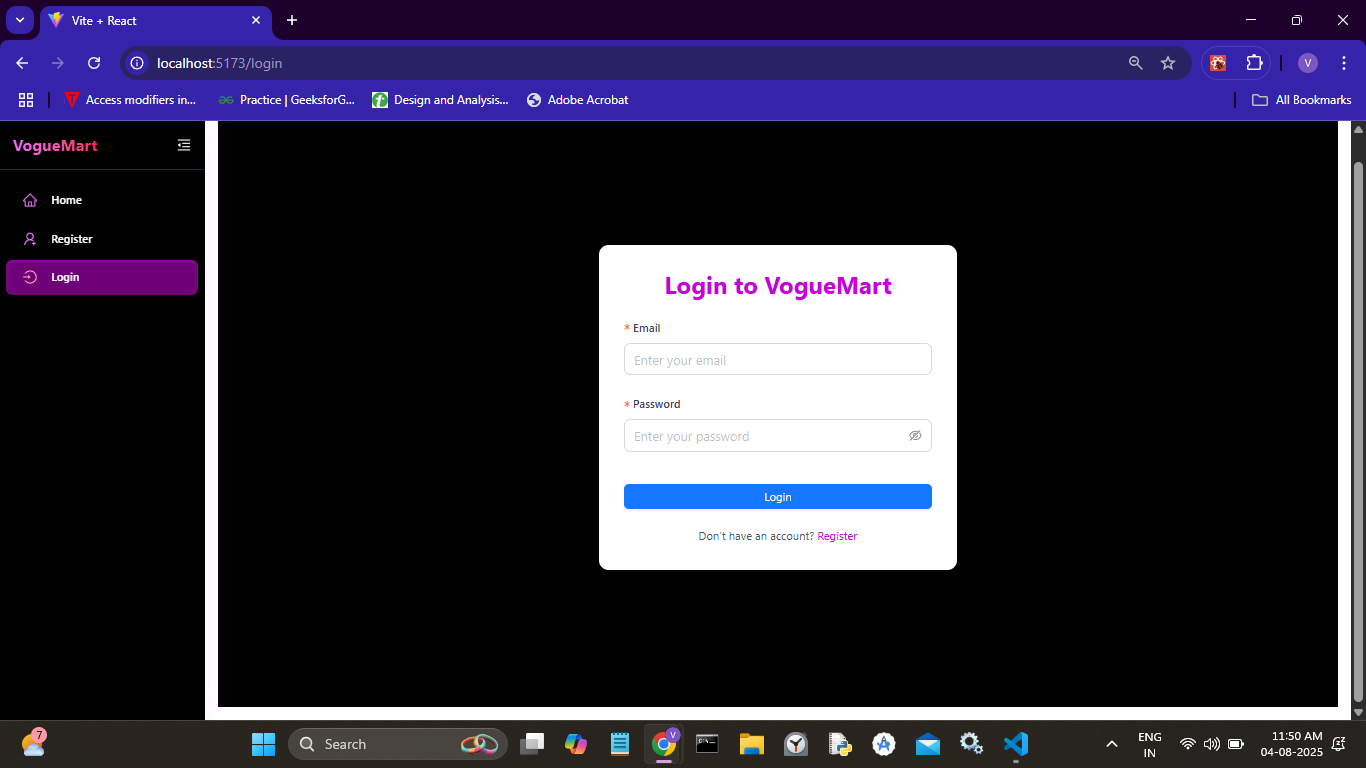 Vite + React
localhost:5173/login
V
Access modifiers in...
Practice | GeeksforG...
Design and Analysis...
Adobe Acrobat
All Bookmarks
VogueMart
Home
Register
Login
Login to VogueMart
* Email
Enter your email
* Password
Enter your password
Login
Don't have an account? Register
7
Search
V
ENG
IN
11:50 AM
04-08-2025